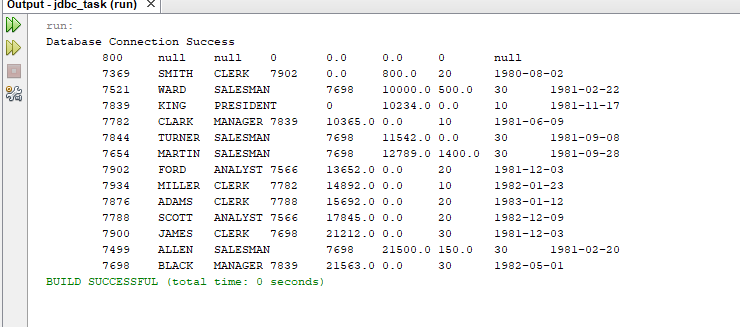 Output - jdbc_task (run) ×
run:
Database Connection Success
800 null null 0 0.0 0.0 0 null
7369 SMITH CLERK 7902 0.0 800.0 20 1980-08-02
7521 WARD SALESMAN 7698 10000.0 500.0 30 1981-02-22
7839 KING PRESIDENT 0 10234.0 0.0 10 1981-11-17
7782 CLARK MANAGER 7839 10365.0 0.0 10 1981-06-09
7844 TURNER SALESMAN 7698 11542.0 0.0 30 1981-09-08
7654 MARTIN SALESMAN 7698 12789.0 1400.0 30 1981-09-28
7902 FORD ANALYST 7566 13652.0 0.0 20 1981-12-03
7934 MILLER CLERK 7782 14892.0 0.0 10 1982-01-23
7876 ADAMS CLERK 7788 15692.0 0.0 20 1983-01-12
7788 SCOTT ANALYST 7566 17845.0 0.0 20 1982-12-09
7900 JAMES CLERK 7698 21212.0 0.0 30 1981-12-03
7499 ALLEN SALESMAN 7698 21500.0 150.0 30 1981-02-20
7698 BLACK MANAGER 7839 21563.0 0.0 30 1982-05-01
BUILD SUCCESSFUL (total time: 0 seconds)